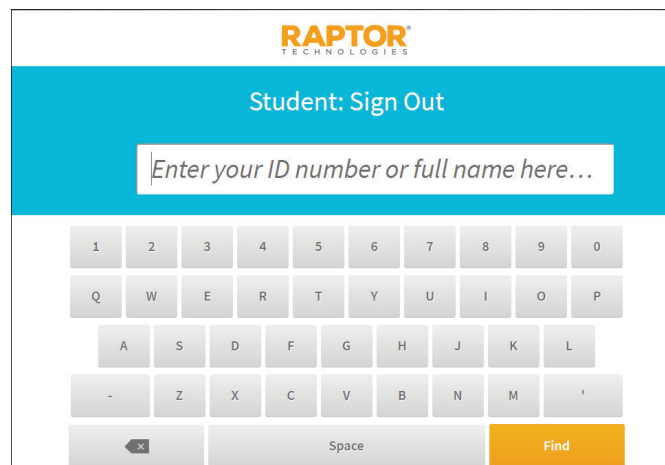 RAPTOR®
TECHNOLOGIES
Student: Sign Out
Enter your ID number or full name here...
1 2 3 4 5 6 7 8 9 0
Q W E R T Y U I O P
A S D F G H J K L
- Z X C V B N M '
Space Find